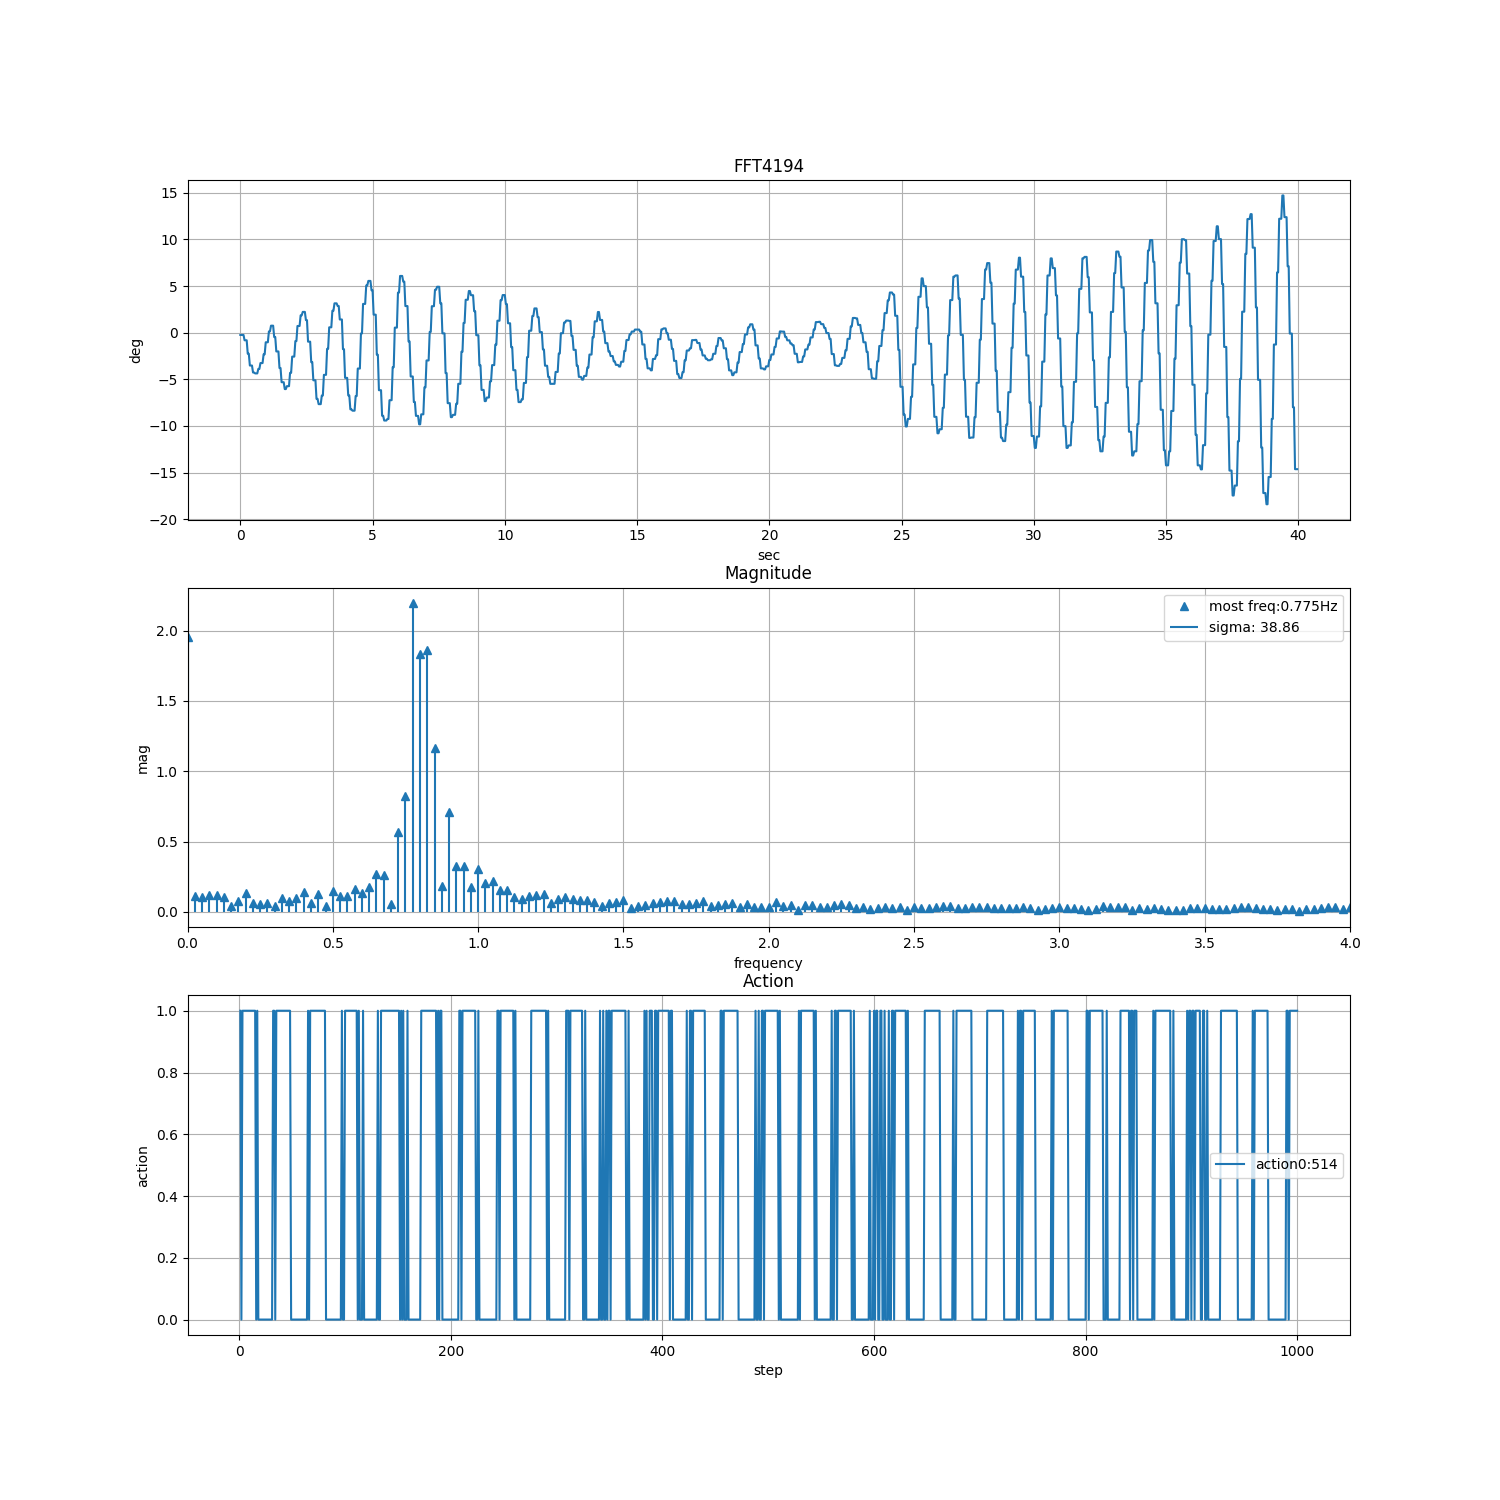 FFT4194
15
10
5
0
−5
−10
−15
−20
deg
0 5 10 15 20 25 30 35 40
sec
Magnitude
most freq:0.775Hz
sigma: 38.86
2.0
1.5
1.0
0.5
0.0
mag
0.0 0.5 1.0 1.5 2.0 2.5 3.0 3.5 4.0
frequency
Action
1.0
0.8
0.6
0.4
0.2
0.0
action
action0:514
0 200 400 600 800 1000
step